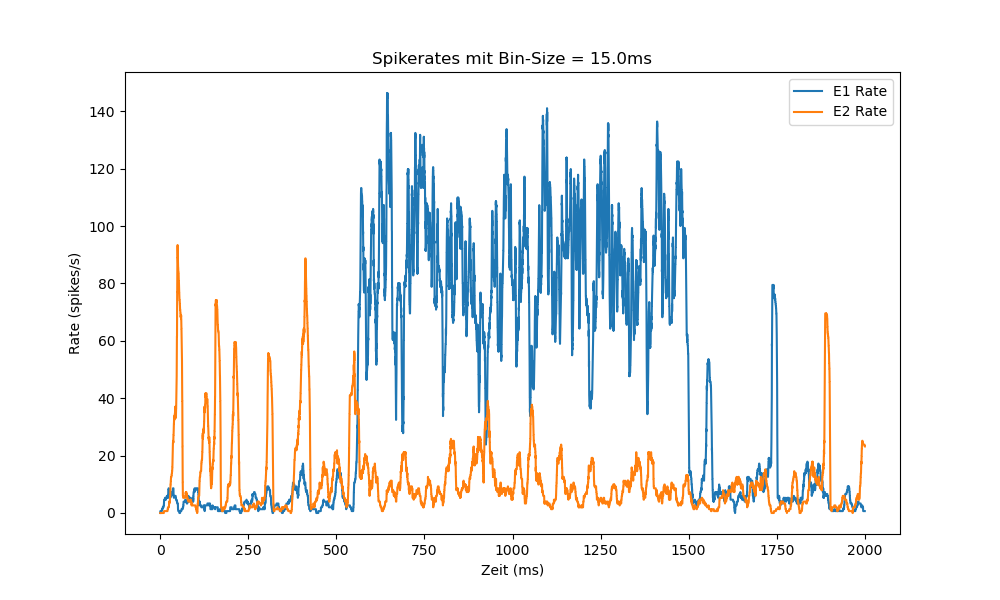 Spikerates mit Bin-Size = 15.0ms
E1 Rate
E2 Rate
Rate (spikes/s)
140
120
100
80
60
40
20
0
0 250 500 750 1000 1250 1500 1750 2000
Zeit (ms)